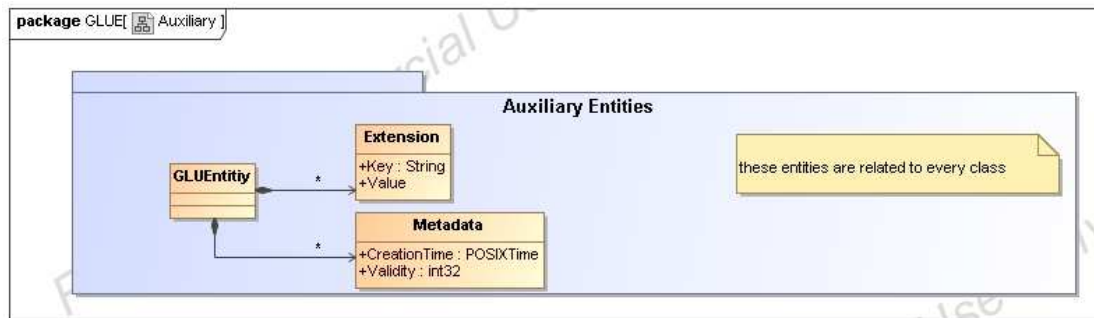 package GLUE[ Auxiliary ]
Auxiliary Entities
Extension
+Key : String
+Value
GLUEntitiy
*
these entities are related to every class
Metadata
*
+CreationTime : POSIXTime
+Validity : int32